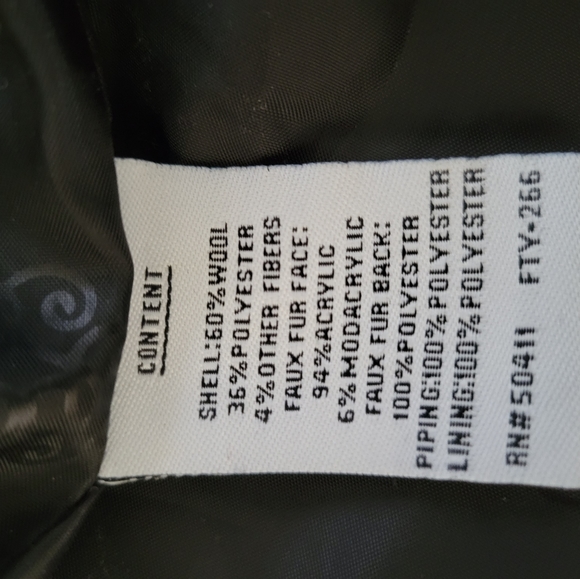 CONTENT
SHELL:60%WOOL
36%POLYESTER
4%OTHER FIBERS
FAUX FUR FACE:
94%ACRYLIC
6%MODACRYLIC
FAUX FUR BACK:
100%POLYESTER
PIPING:100%POLYESTER
LINING:100%POLYESTER
RN#50411 FTY-266